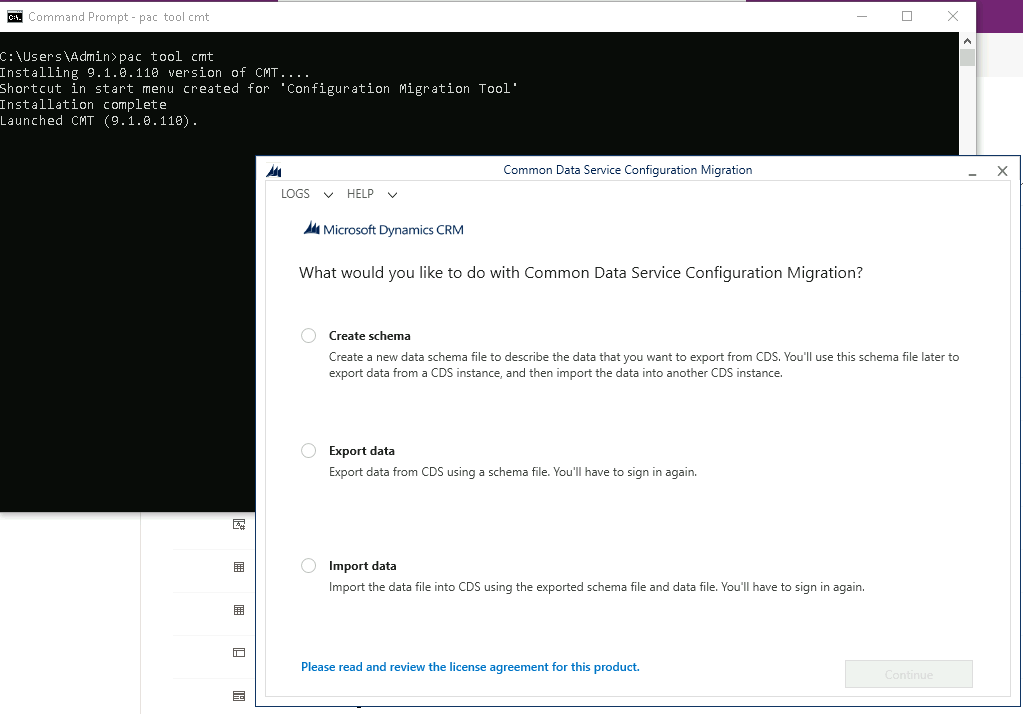 Command Prompt - pac  tool cmt
C:\Users\Admin>pac tool cmt
Installing 9.1.0.110 version of CMT....
Shortcut in start menu created for 'Configuration Migration Tool'
Installation complete
Launched CMT (9.1.0.110).
Common Data Service Configuration Migration
LOGS HELP
Microsoft Dynamics CRM
What would you like to do with Common Data Service Configuration Migration?
Create schema
Create a new data schema file to describe the data that you want to export from CDS. You'll use this schema file later to
export data from a CDS instance, and then import the data into another CDS instance.
Export data
Export data from CDS using a schema file. You'll have to sign in again.
Import data
Import the data file into CDS using the exported schema file and data file. You'll have to sign in again.
Please read and review the license agreement for this product.
Continue